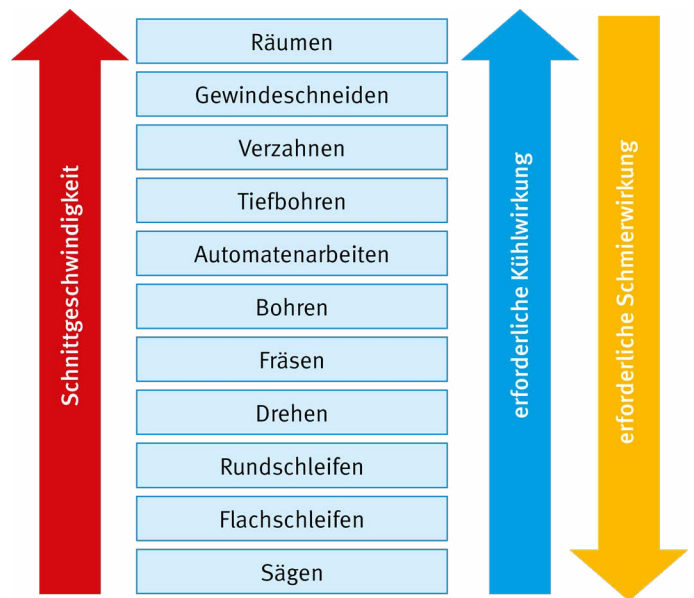 Schnittgeschwindigkeit
Räumen
Gewindeschneiden
Verzahnen
Tiefbohren
Automatenarbeiten
Bohren
Fräsen
Drehen
Rundschleifen
Flachschleifen
Sägen
erforderliche Kühlwirkung
erforderliche Schmierwirkung